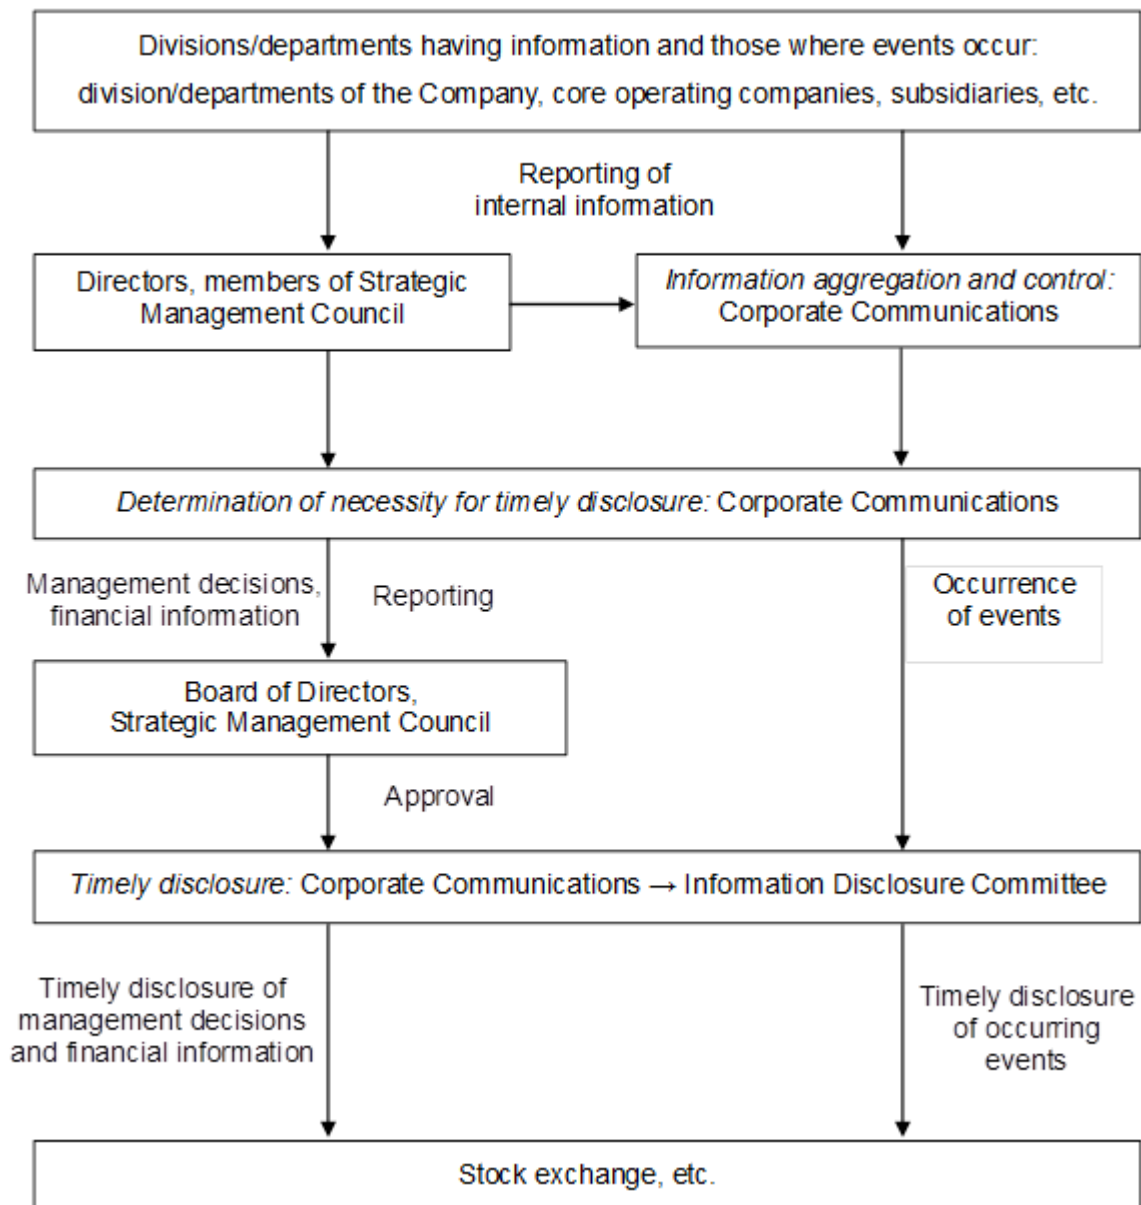 Divisions/departments having information and those where events occur:
division/departments of the Company, core operating companies, subsidiaries, etc.
Reporting of
internal information
Directors, members of Strategic
Management Council
Information aggregation and control:
Corporate Communications
Determination of necessity for timely disclosure: Corporate Communications
Management decisions,
financial information
Reporting
Occurrence
of events
Board of Directors,
Strategic Management Council
Approval
Timely disclosure: Corporate Communications → Information Disclosure Committee
Timely disclosure of
management decisions
and financial information
Timely disclosure
of occurring
events
Stock exchange, etc.